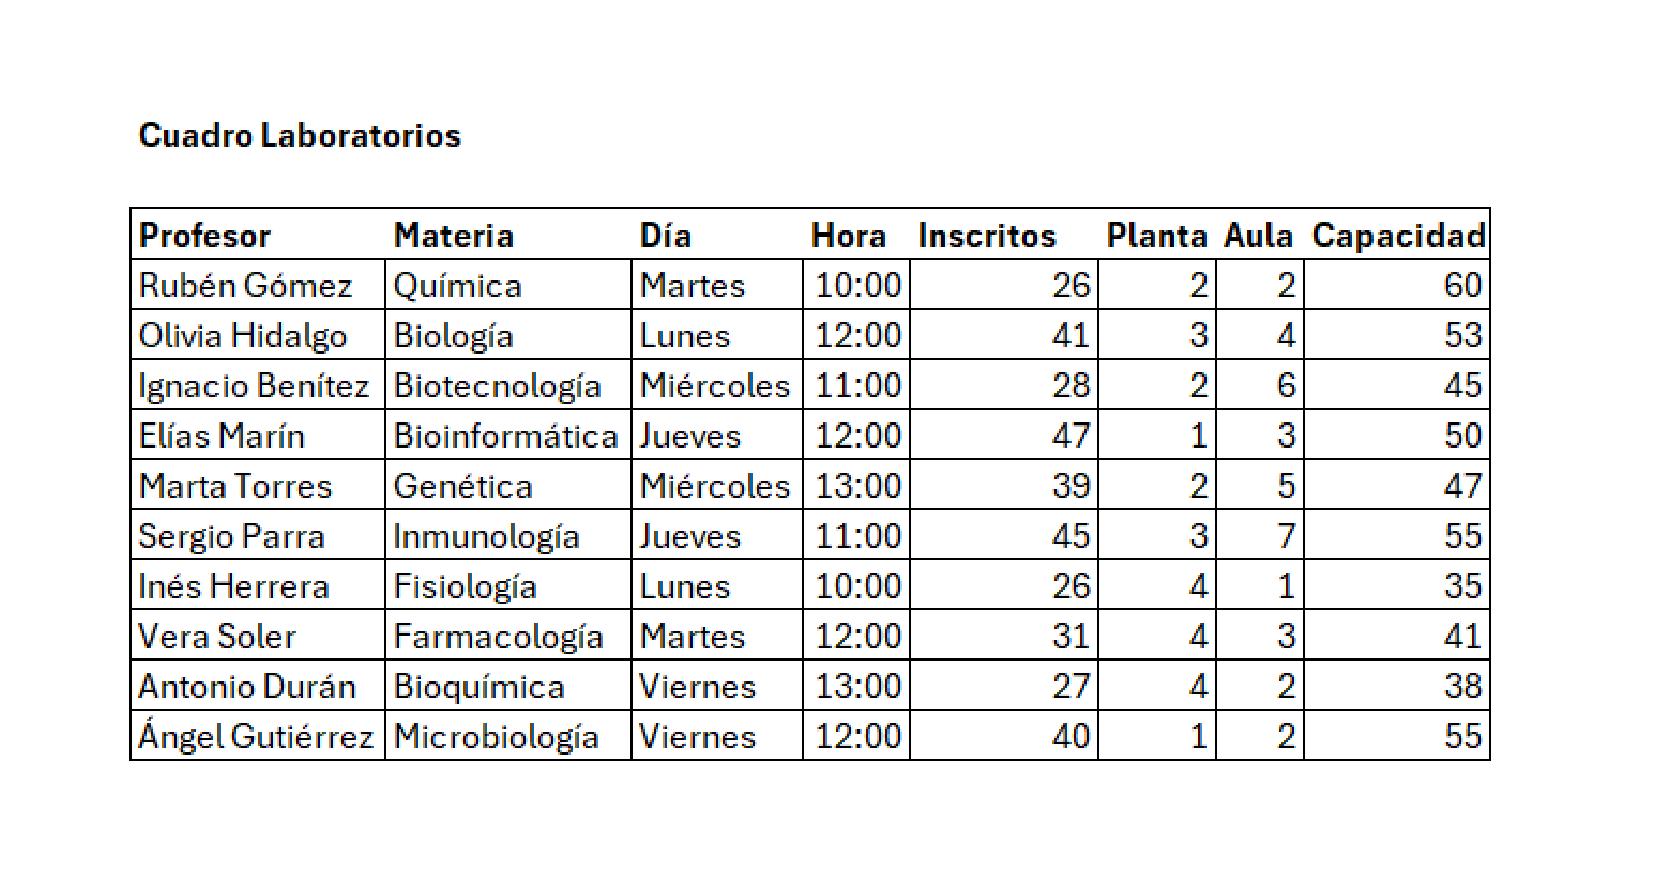 Cuadro Laboratorios
Profesor Materia Día Hora Inscritos Planta Aula Capacidad
Rubén Gómez Química Martes 10:00 26 2 2 60
Olivia Hidalgo Biología Lunes 12:00 41 3 4 53
Ignacio Benítez Biotecnología Miércoles 11:00 28 2 6 45
Elías Marín Bioinformática Jueves 12:00 47 1 3 50
Marta Torres Genética Miércoles 13:00 39 2 5 47
Sergio Parra Inmunología Jueves 11:00 45 3 7 55
Inés Herrera Fisiología Lunes 10:00 26 4 1 35
Vera Soler Farmacología Martes 12:00 31 4 3 41
Antonio Durán Bioquímica Viernes 13:00 27 4 2 38
Ángel Gutiérrez Microbiología Viernes 12:00 40 1 2 55